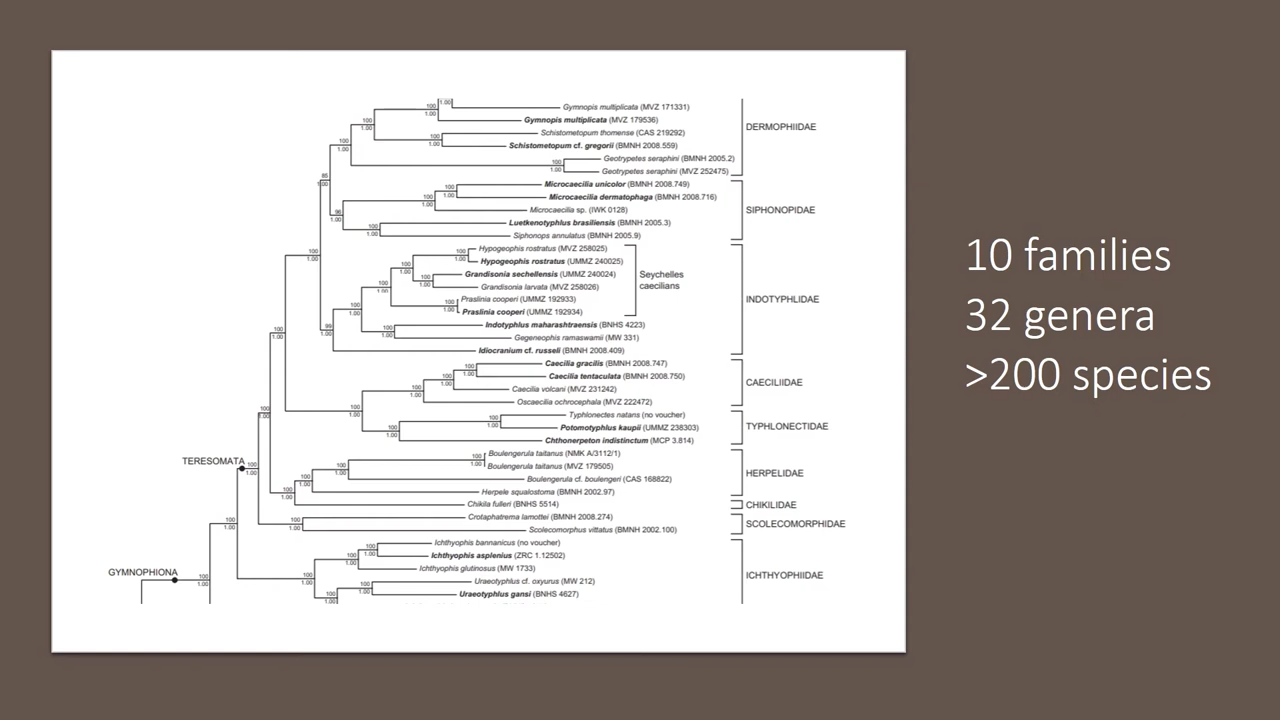 Gymnopis multiplicata (MVZ 171331)
Gymnopis multiplicata (MVZ 179536)
DERMOPHIIDAE
Schistometopum thomense (CAS 219292)
Schistometopum cf. gregorii (BMNH 2008.559)
Geotrypetes seraphini (BMNH 2005.2)
Geotrypetes seraphini (MVZ 252475)
Microcaecilia unicolor (BMNH 2008.749)
Microcaecilia dermatophaga (BMNH 2008.716)
Microcaecilia sp. (IWK 0128)
SIPHONOPIDAE
Luetkenotyphlus brasiliensis (BMNH 2005.3)
Siphonops annulatus (BMNH 2005.9)
Hypogeophis rostratus (MVZ 258025)
Hypogeophis rostratus (UMMZ 240025)
Grandisonia sechellensis (UMMZ 240024)
Grandisonia larvata (MVZ 258026)
Praslinia cooperi (UMMZ 192933)
Praslinia cooperi (UMMZ 192934)
Seychelles
caecilians
INDOTYPHLIDAE
Indotyphlus maharashtraensis (BNHS 4223)
Gegeneophis ramaswamii (MW 331)
Idiocranium cf. russeli (BMNH 2008.409)
Caecilia gracilis (BMNH 2008.747)
Caecilia tentaculata (BMNH 2008.750)
CAECILIIDAE
Caecilia volcani (MVZ 231242)
Oscaecilia ochrocephala (MVZ 222472)
Typhlonectes natans (no voucher)
Potomotyphlus kaupii (UMMZ 238303)
TYPHLONECTIDAE
Chthonerpeton indistinctum (MCP 3.814)
Boulengerula taitanus (NMK A/3112/1)
TERESOMATA
Boulengerula taitanus (MVZ 179505)
HERPELIDAE
Boulengerula cf. boulengeri (CAS 168822)
Herpele squalostoma (BMNH 2002.97)
Chikila fulleri (BNHS 5514)
CHIKILIDAE
Crotaphatrema lamottei (BMNH 2008.274)
SCOLECOMORPHIDAE
Scolecomorphus vittatus (BMNH 2002.100)
Ichthyophis bannanicus (no voucher)
Ichthyophis asplenius (ZRC 1.12502)
Ichthyophis glutinosus (MW 1733)
GYMNOPHIONA
ICHTHYOPHIIDAE
Uraeotyphlus cf. oxyurus (MW 212)
Uraeotyphlus gansi (BNHS 4627)
10 families
32 genera
>200 species